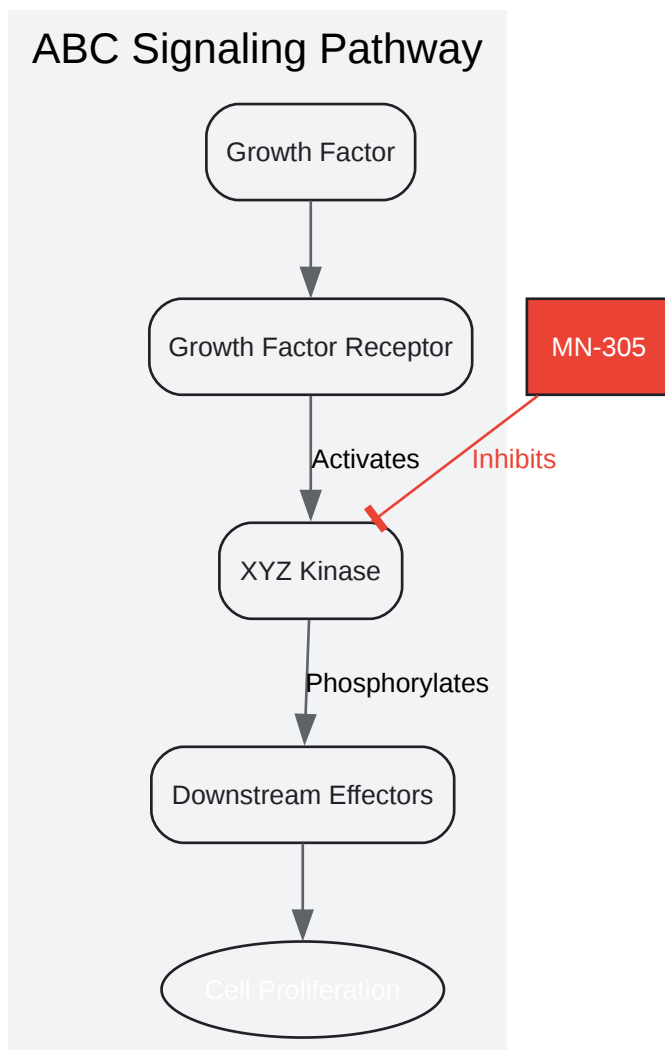 ABC Signaling Pathway
Growth Factor
Growth Factor Receptor
MN-305
Activates
Inhibits
XYZ Kinase
Phosphorylates
Downstream Effectors
Cell Proliferation